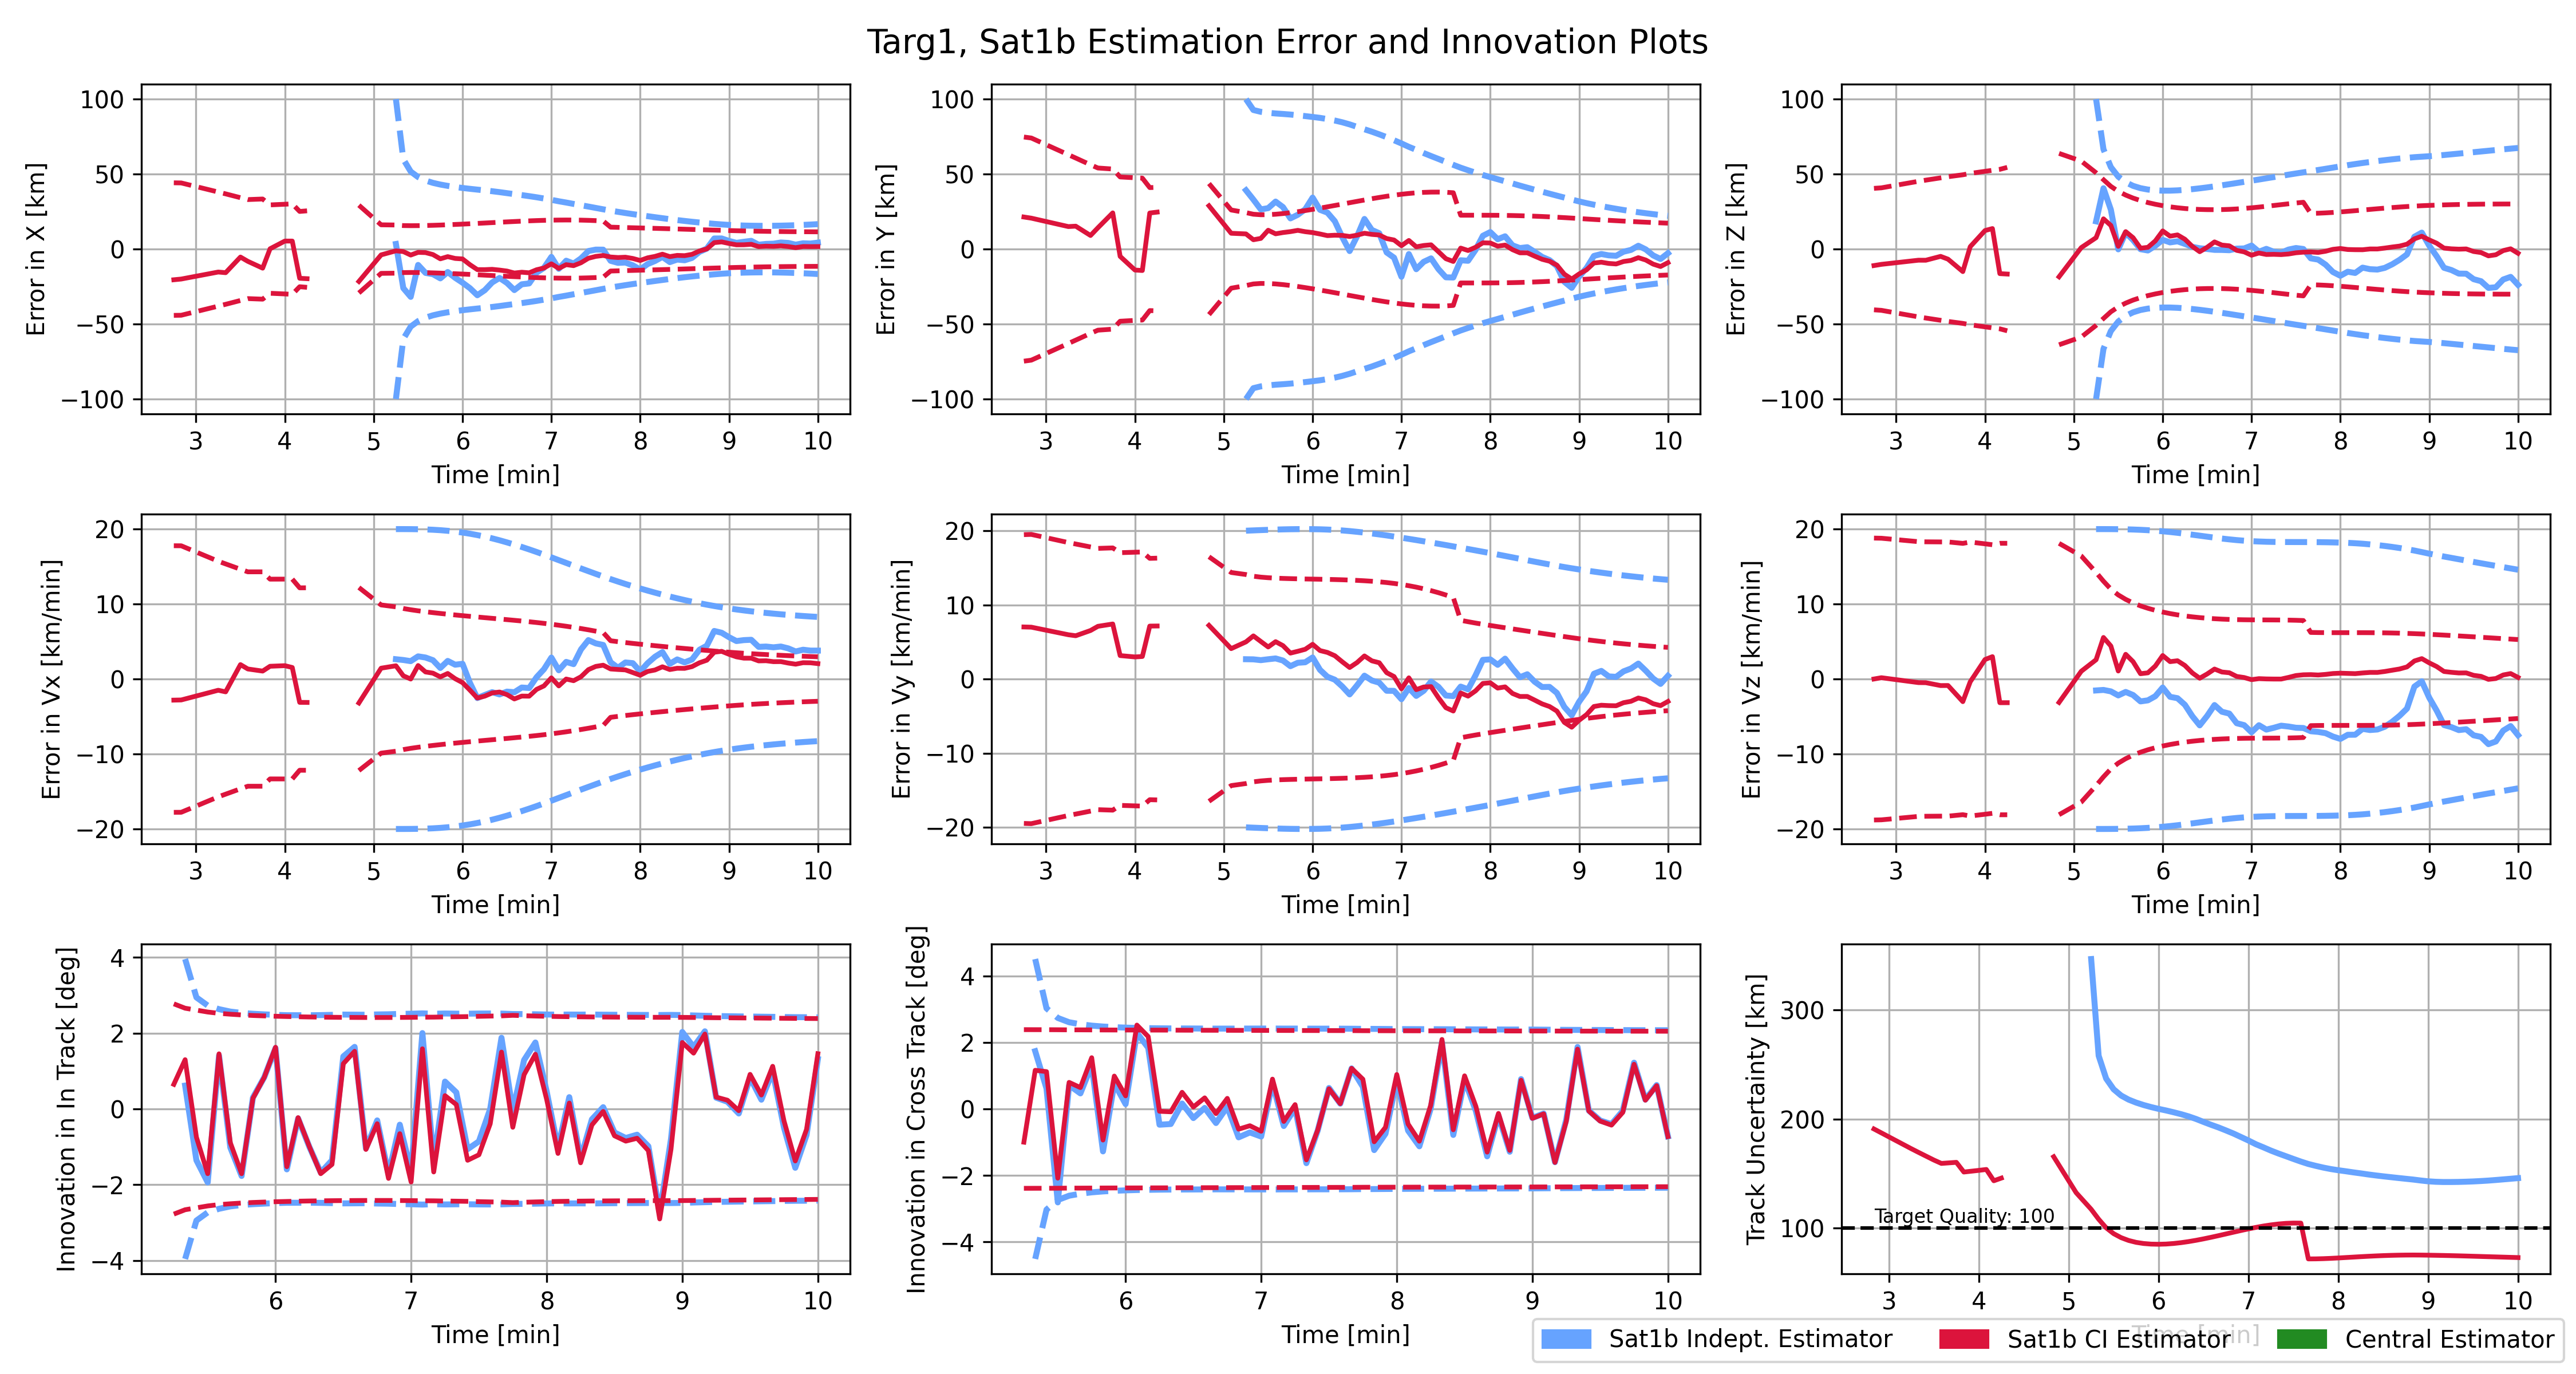 Targ1, Sat1b Estimation Error and Innovation Plots
Error in X [km]
100
50
0
−50
−100
3 4 5 6 7 8 9 10
Time [min]
Error in Y [km]
100
50
0
−50
−100
3 4 5 6 7 8 9 10
Time [min]
Error in Z [km]
100
50
0
−50
−100
3 4 5 6 7 8 9 10
Time [min]
Error in Vx [km/min]
20
10
0
−10
−20
3 4 5 6 7 8 9 10
Time [min]
Error in Vy [km/min]
20
10
0
−10
−20
3 4 5 6 7 8 9 10
Time [min]
Error in Vz [km/min]
20
10
0
−10
−20
3 4 5 6 7 8 9 10
Time [min]
Innovation in In Track [deg]
4
2
0
−2
−4
6 7 8 9 10
Time [min]
Innovation in Cross Track [deg]
4
2
0
−2
−4
6 7 8 9 10
Time [min]
Track Uncertainty [km]
300
200
100
Target Quality: 100
3 4 5 6 7 8 9 10
Time [min]
Sat1b Indept. Estimator Sat1b CI Estimator Central Estimator